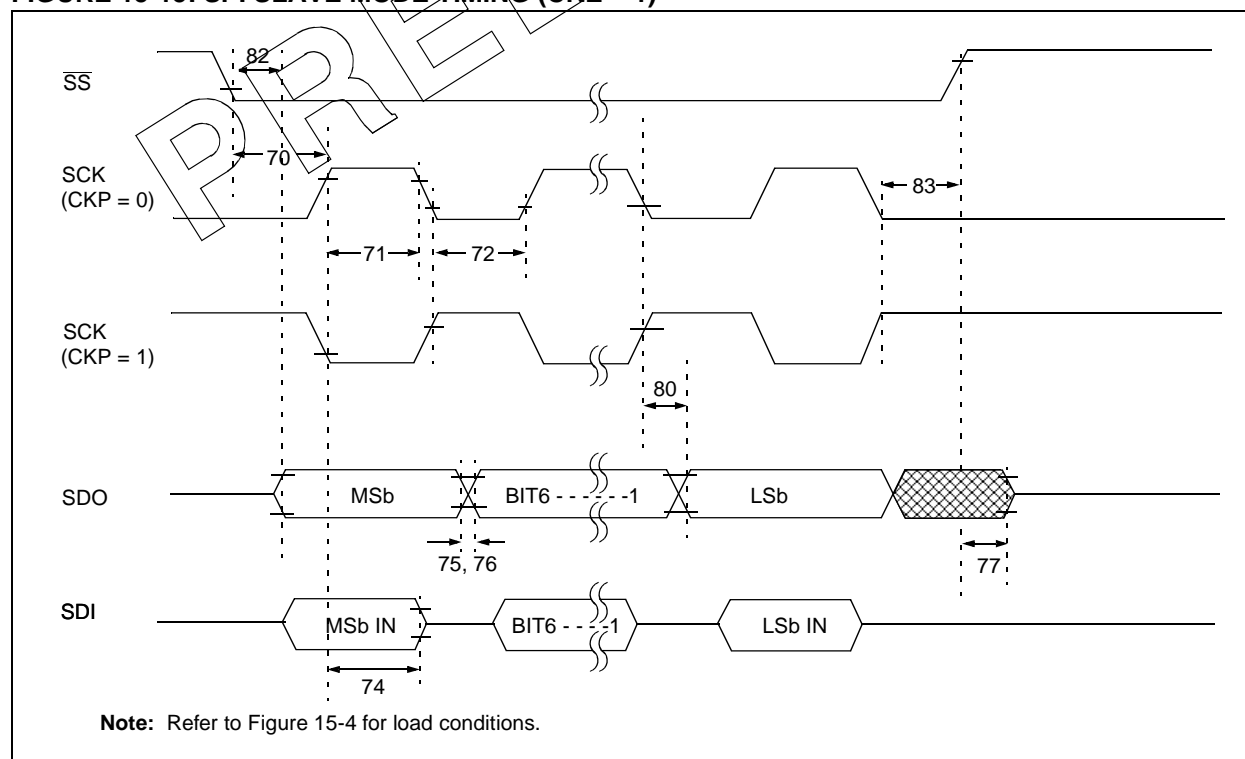 82
SS
70
SCK
(CKP = 0)
83
71
72
SCK
(CKP = 1)
80
SDO
MSb
BIT6 - - - - - -1
LSb
75, 76
77
SDI
MSb IN
BIT6 - - - -1
LSb IN
74
Note: Refer to Figure 15-4 for load conditions.